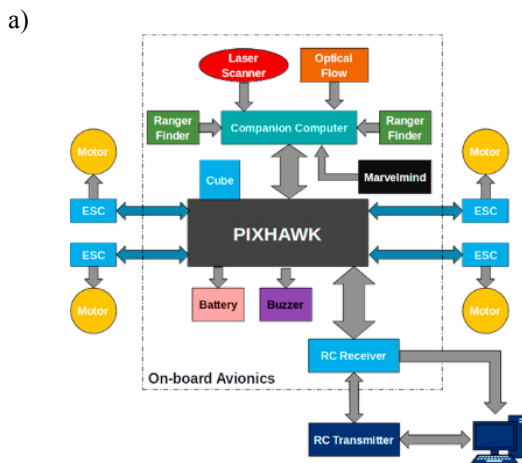 a)
Laser
Scanner
Optical
Flow
Ranger
Finder
Companion Computer
Ranger
Finder
Motor
Motor
Cube
Marvelmind
ESC
ESC
PIXHAWK
ESC
ESC
Battery
Buzzer
Motor
Motor
RC Receiver
On-board Avionics
RC Transmitter